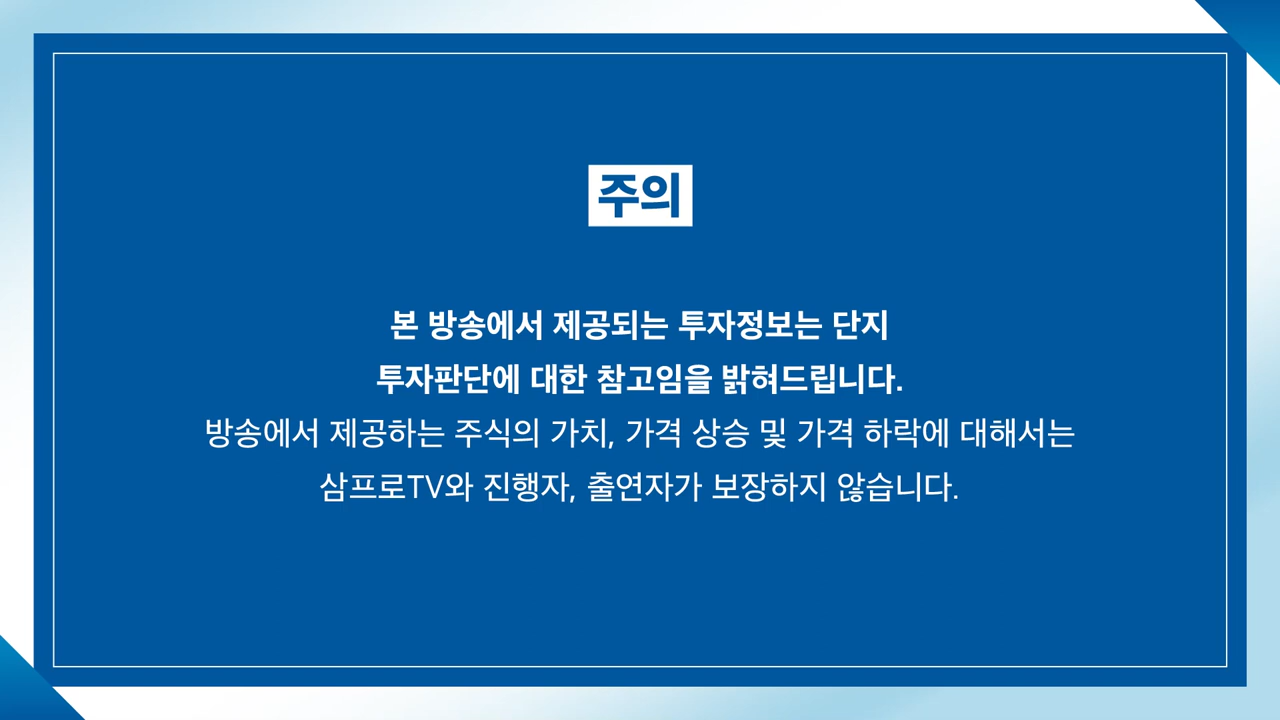 주의
본 방송에서 제공되는 투자정보는 단지
투자판단에 대한 참고임을 밝혀드립니다.
방송에서 제공하는 주식의 가치, 가격 상승 및 가격 하락에 대해서는
삼프로TV와 진행자, 출연자가 보장하지 않습니다.